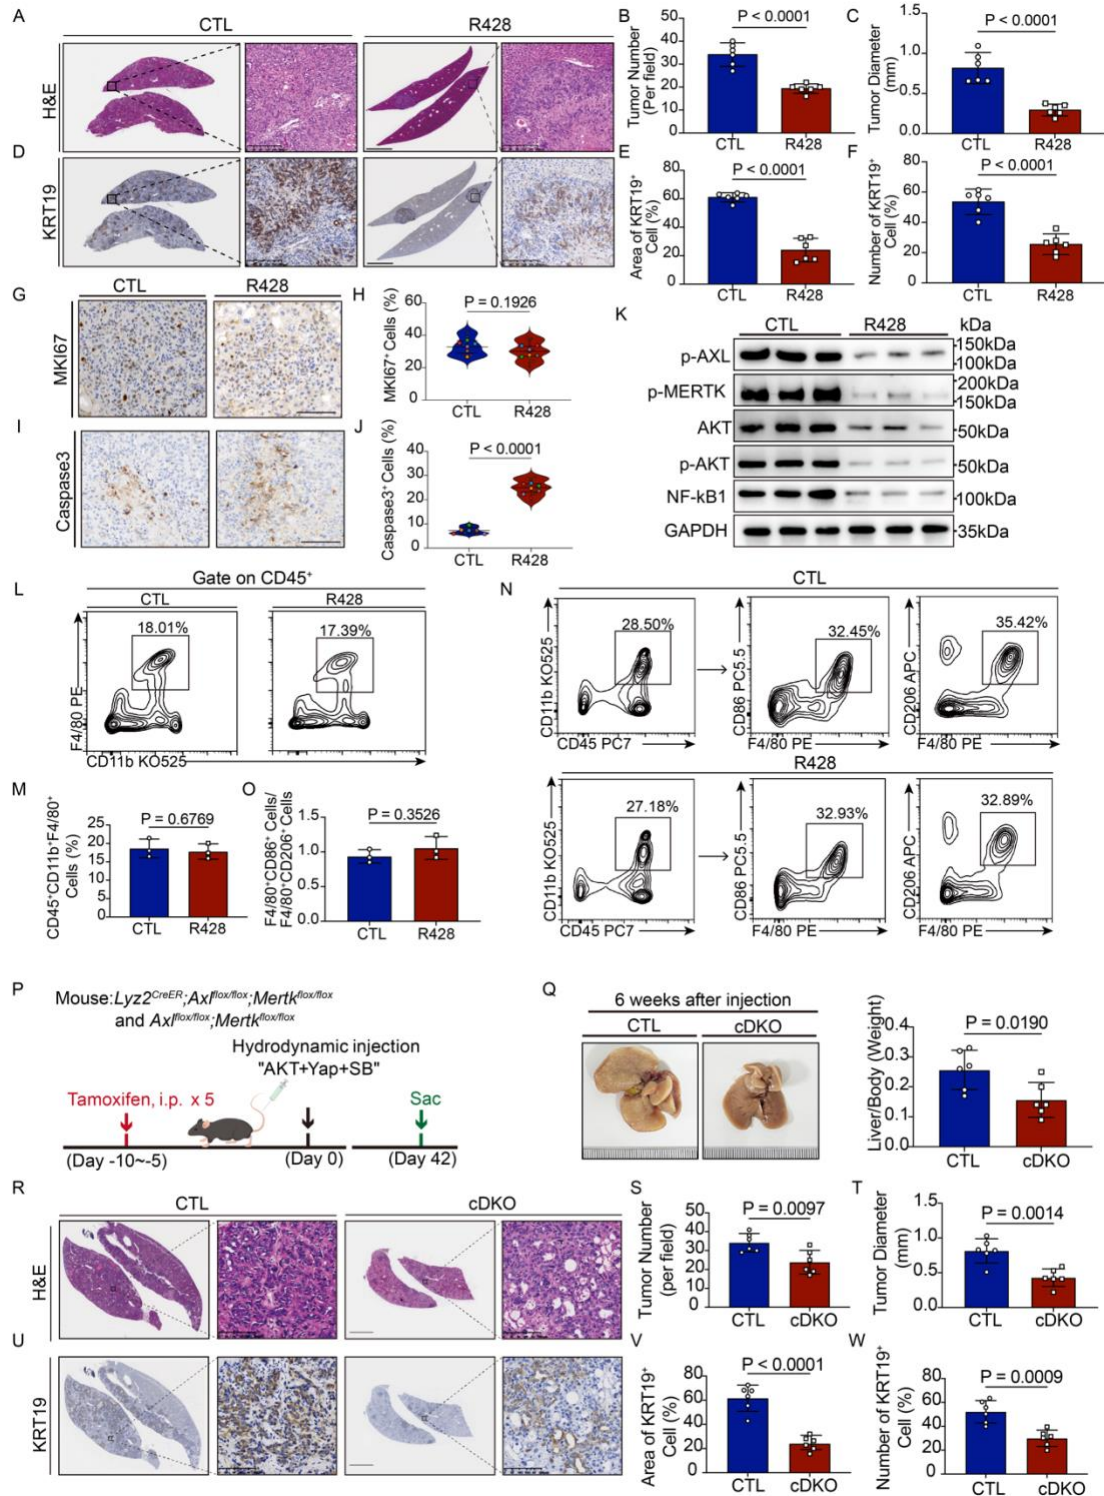 A
CTL
R428
H&E
B
P < 0.0001
Tumor Number
(Per field)
40
30
20
10
0
CTL
R428
C
P < 0.0001
Tumor Diameter
(mm)
1.5
1.0
0.5
0.0
CTL
R428
D
KRT19
E
P < 0.0001
Area of KRT19+
Cell (%)
80
60
40
20
0
CTL
R428
F
P < 0.0001
Number of KRT19+
Cell (%)
80
60
40
20
0
CTL
R428
G
CTL
R428
MKI67
H
P = 0.1926
MKI67+ Cells (%)
60
40
20
0
CTL
R428
I
Caspase3
J
P < 0.0001
Caspase3+ Cells (%)
40
30
20
10
0
CTL
R428
K
CTL
R428
kDa
p-AXL
150kDa
100kDa
p-MERTK
200kDa
150kDa
AKT
50kDa
p-AKT
50kDa
NF-kB1
100kDa
GAPDH
35kDa
L
Gate on CD45+
CTL
R428
18.01%
17.39%
F4/80 PE
CD11b KO525
M
P = 0.6769
CD45+CD11b+F4/80+
Cells (%)
25
20
15
10
5
0
CTL
R428
N
CTL
28.50%
CD11b KO525
CD45 PC7
32.45%
CD86 PC5.5
F4/80 PE
35.42%
CD206 APC
F4/80 PE
R428
27.18%
CD11b KO525
CD45 PC7
32.93%
CD86 PC5.5
F4/80 PE
32.89%
CD206 APC
F4/80 PE
O
P = 0.3526
F4/80+CD86+ Cells/
F4/80+CD206+ Cells
1.5
1.0
0.5
0.0
CTL
R428
P
Mouse:Lyz2CreER;Axlflox/flox;Mertkflox/flox
and Axlflox/flox;Mertkflox/flox
Hydrodynamic injection
"AKT+Yap+SB"
Tamoxifen, i.p. x 5
Sac
(Day -10~-5)
(Day 0)
(Day 42)
Q
6 weeks after injection
CTL
cDKO
P = 0.0190
Liver/Body (Weight)
0.4
0.3
0.2
0.1
0.0
CTL
cDKO
R
CTL
cDKO
H&E
S
P = 0.0097
Tumor Number
(per field)
50
40
30
20
10
0
CTL
cDKO
T
P = 0.0014
Tumor Diameter
(mm)
1.5
1.0
0.5
0.0
CTL
cDKO
U
KRT19
V
P < 0.0001
Area of KRT19+
Cell (%)
80
60
40
20
0
CTL
cDKO
W
P = 0.0009
Number of KRT19+
Cell (%)
80
60
40
20
0
CTL
cDKO